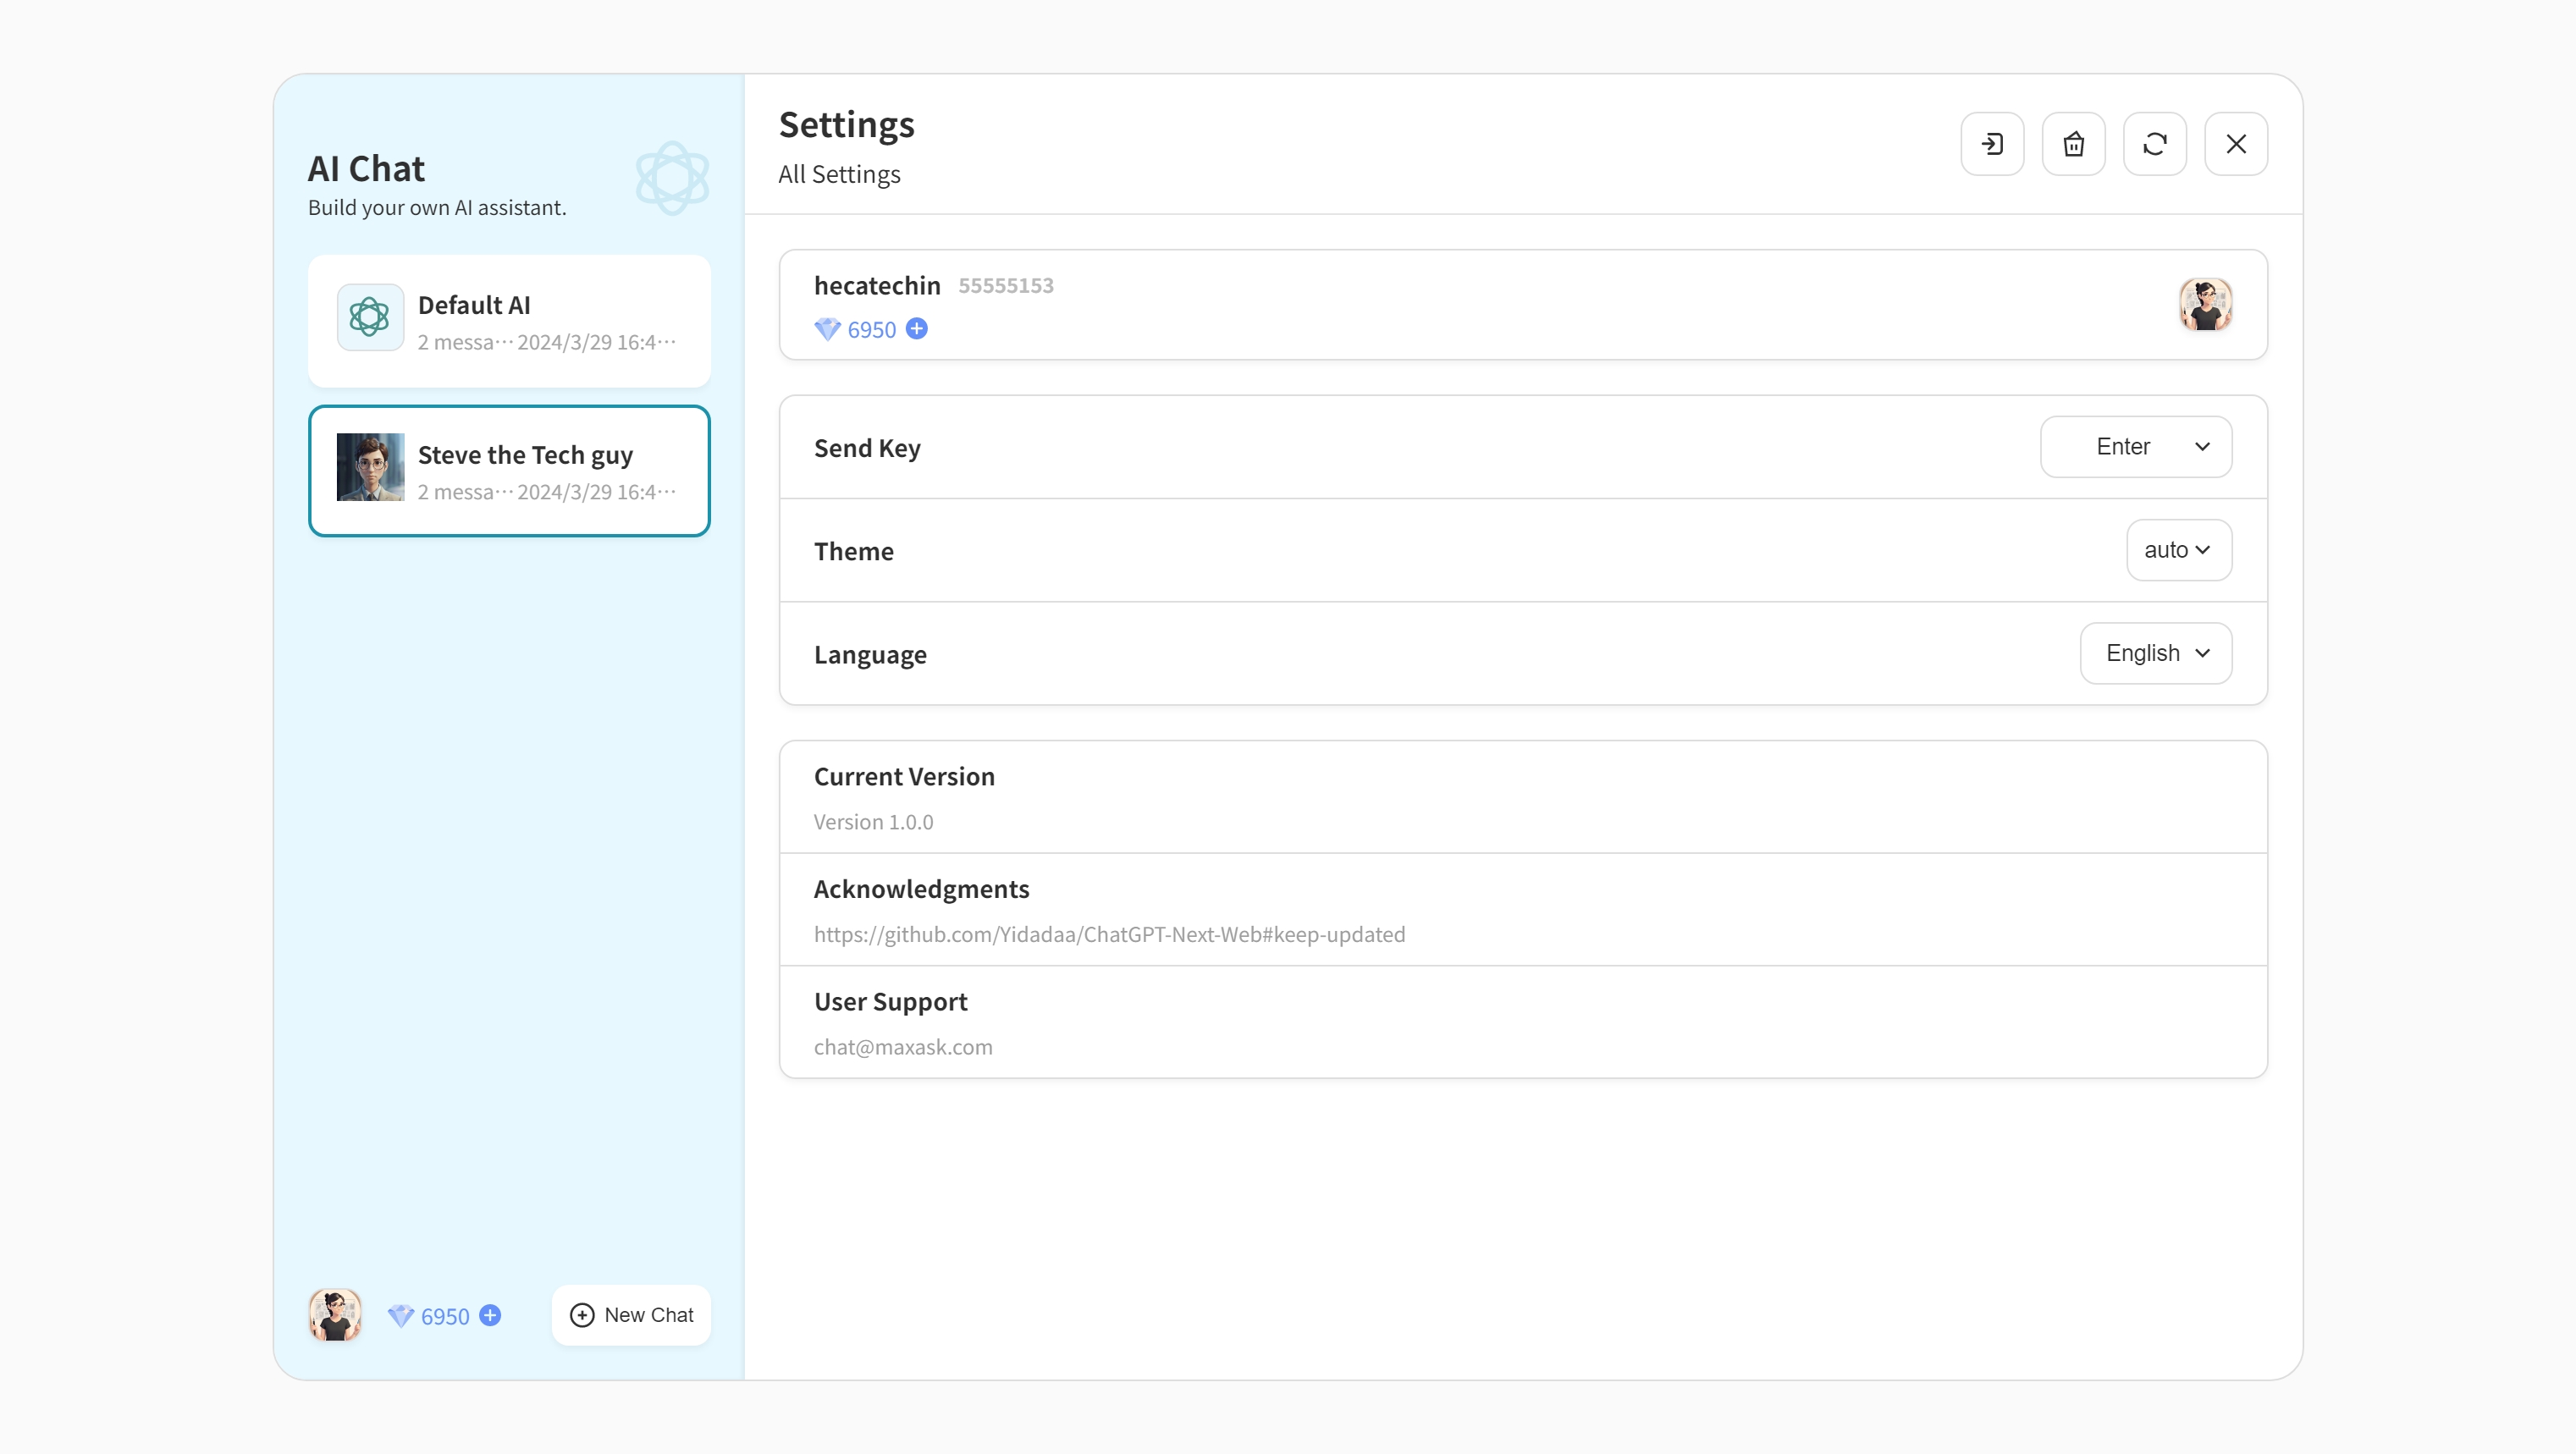 AI Chat
Build your own AI assistant.
Default AI
2 messa··· 2024/3/29 16:4···
Steve the Tech guy
2 messa··· 2024/3/29 16:4···
6950
New Chat
Settings
All Settings
hecatechin 55555153
6950
Send Key
Enter
Theme
auto
Language
English
Current Version
Version 1.0.0
Acknowledgments
https://github.com/Yidadaa/ChatGPT-Next-Web#keep-updated
User Support
chat@maxask.com